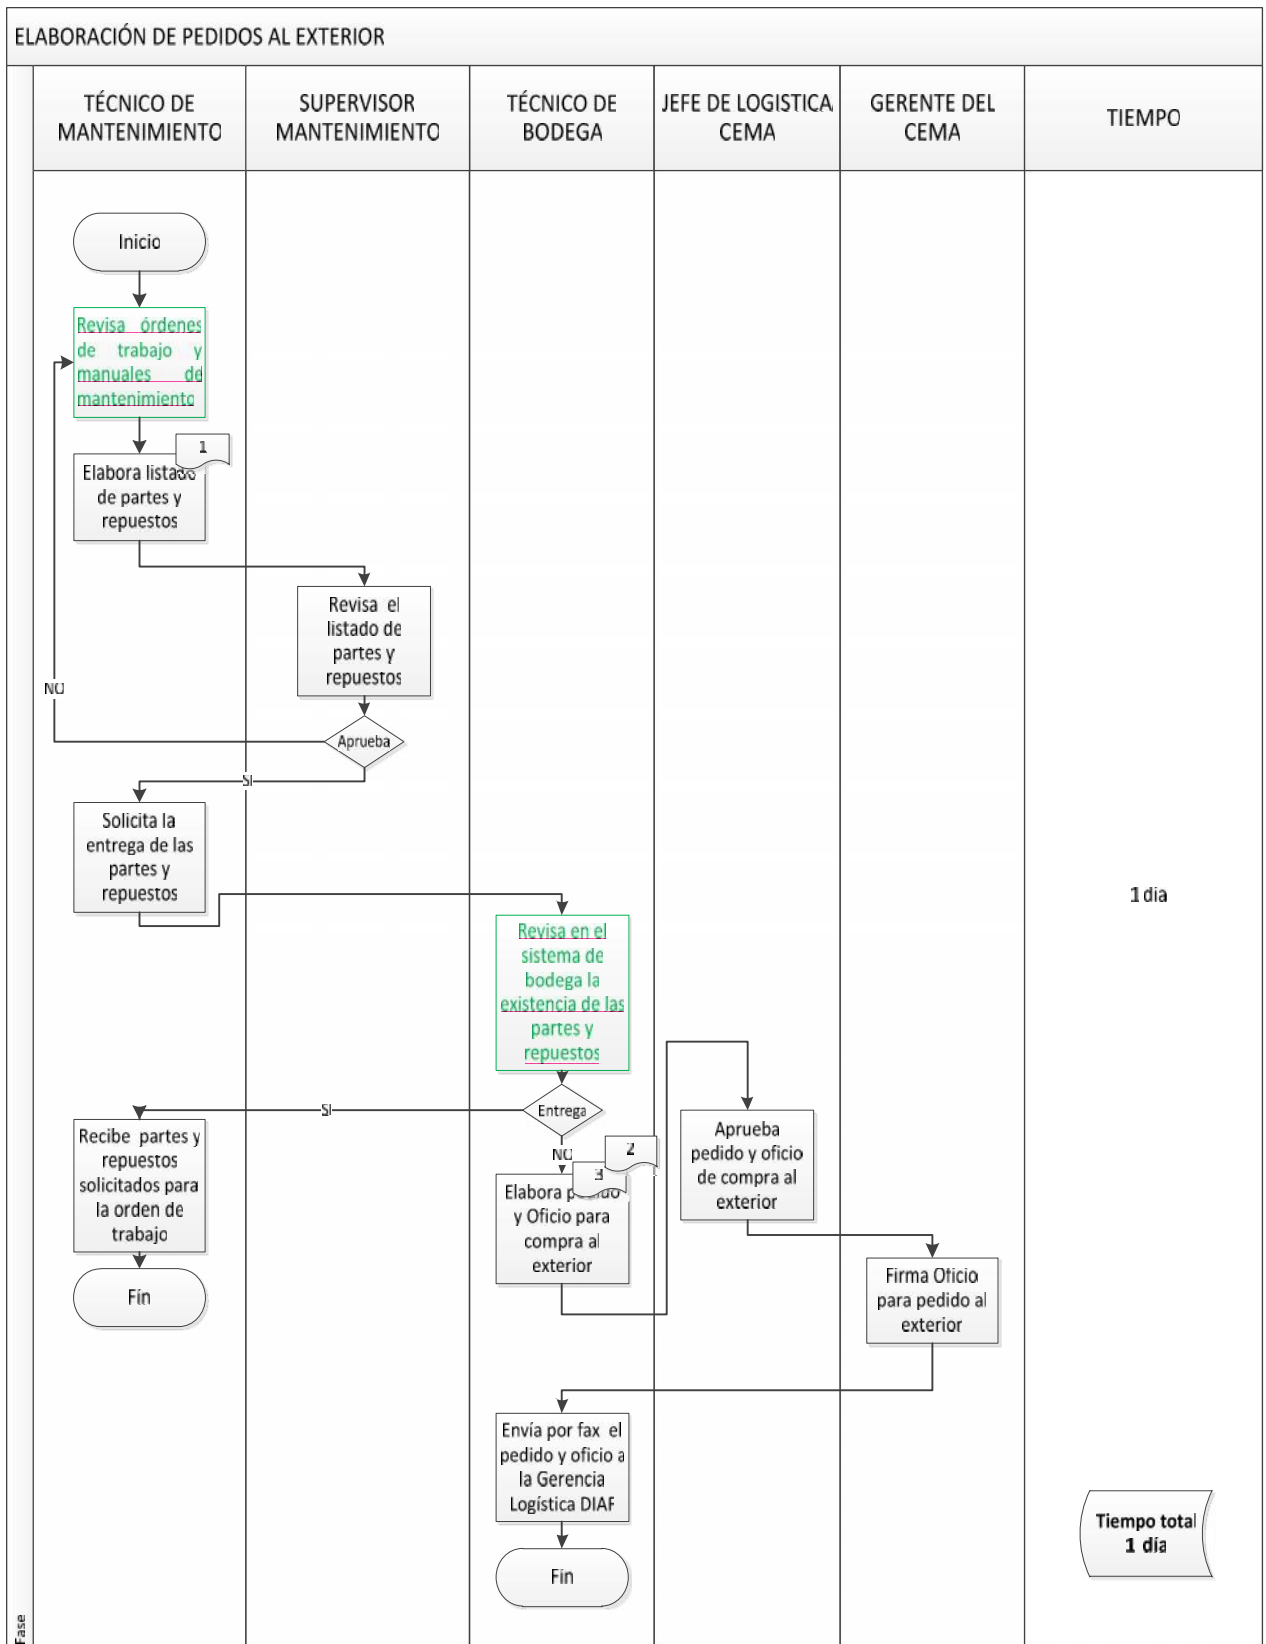 ELABORACIÓN DE PEDIDOS AL EXTERIOR
TÉCNICO DE
MANTENIMIENTO
SUPERVISOR
MANTENIMIENTO
TÉCNICO DE
BODEGA
JEFE DE LOGISTICA
CEMA
GERENTE DEL
CEMA
TIEMPO
Inicio
Revisa órdenes
de trabajo y
manuales de
mantenimiento
1
Elabora listado
de partes y
repuestos
Revisa el
listado de
partes y
repuestos
NO
Aprueba
SI
Solicita la
entrega de las
partes y
repuestos
1 dia
Revisa en el
sistema de
bodega la
existencia de las
partes y
repuestos
Entrega
SI
NO
2
3
Recibe partes y
repuestos
solicitados para
la orden de
trabajo
Elabora pedido
y Oficio para
compra al
exterior
Aprueba
pedido y oficio
de compra al
exterior
Fin
Firma Oficio
para pedido al
exterior
Envía por fax el
pedido y oficio a
la Gerencia
Logística DIAF
Tiempo total
1 día
Fin
Fase